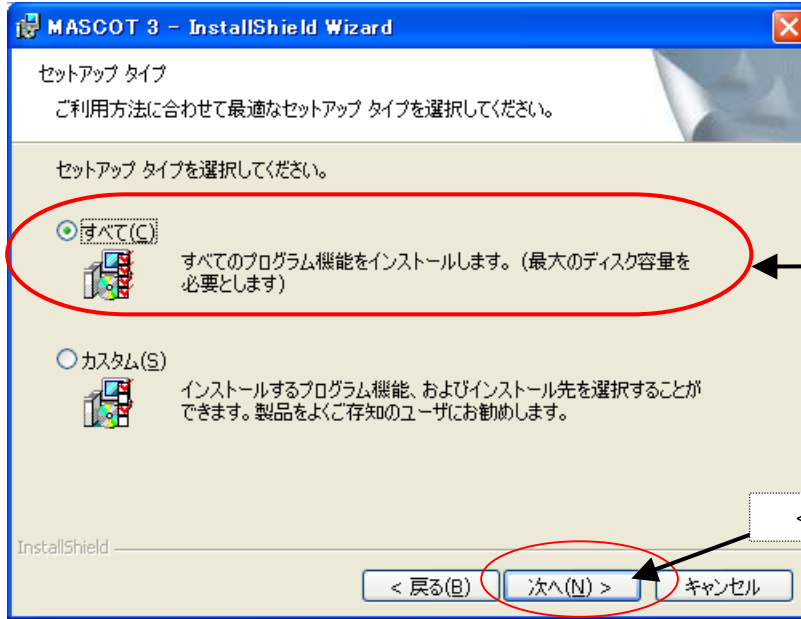 MASCOT 3 - InstallShield Wizard
セットアップ タイプ
ご利用方法に合わせて最適なセットアップ タイプを選択してください。
セットアップ タイプを選択してください。
すべて(C)
すべてのプログラム機能をインストールします。(最大のディスク容量を
必要とします)
カスタム(S)
インストールするプログラム機能、およびインストール先を選択することが
できます。製品をよくご存知のユーザにお勧めします。
<
InstallShield
< 戻る(B)
次へ(N) >
キャンセル